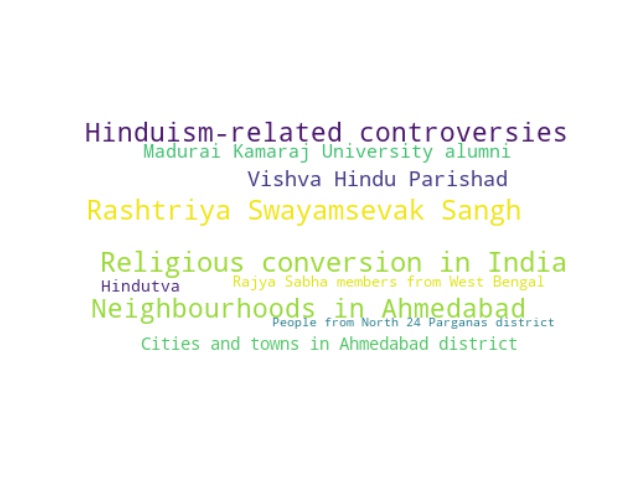 Hinduism-related controversies
Madurai Kamaraj University alumni
Vishva Hindu Parishad
Rashtriya Swayamsevak Sangh
Religious conversion in India
Rajya Sabha members from West Bengal
Hindutva
Neighbourhoods in Ahmedabad
People from North 24 Parganas district
Cities and towns in Ahmedabad district